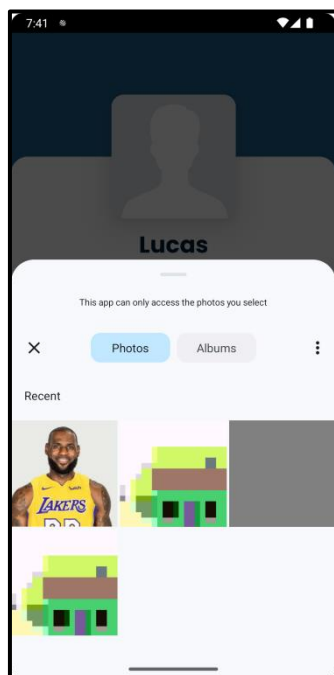 7:41
Lucas
This app can only access the photos you select
Photos
Albums
Recent
LAKERS